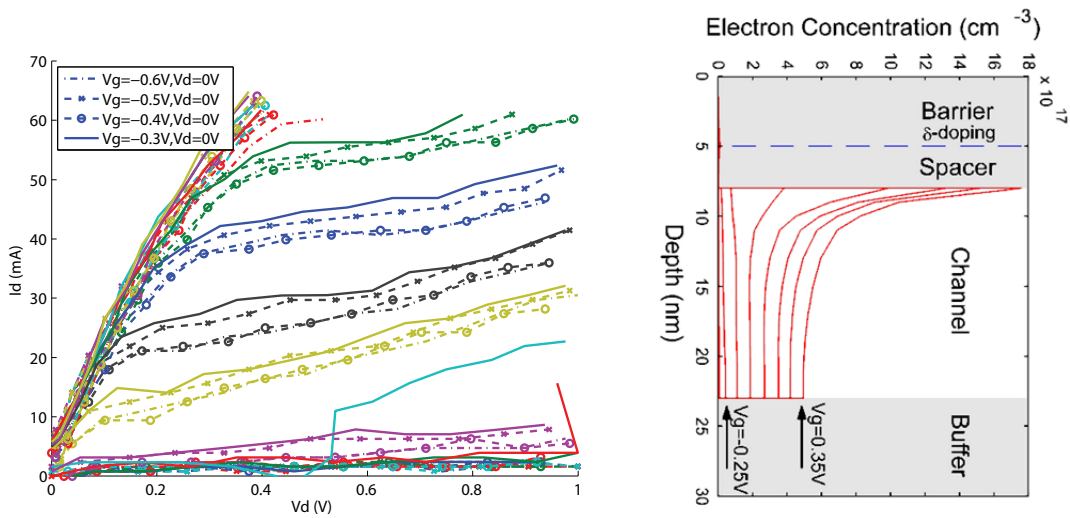 70
60
50
40
30
20
10
0
Id (mA)
Vg=−0.6V,Vd=0V
Vg=−0.5V,Vd=0V
Vg=−0.4V,Vd=0V
Vg=−0.3V,Vd=0V
0 0.2 0.4 0.6 0.8 1
Vd (V)
Electron Concentration (cm -3)
0 2 4 6 8 10 12 14 16 18
x 10 17
0
5
10
15
20
25
30
Depth (nm)
Barrier
δ-doping
Spacer
Channel
Buffer
Vg=-0.25V
Vg=0.35V